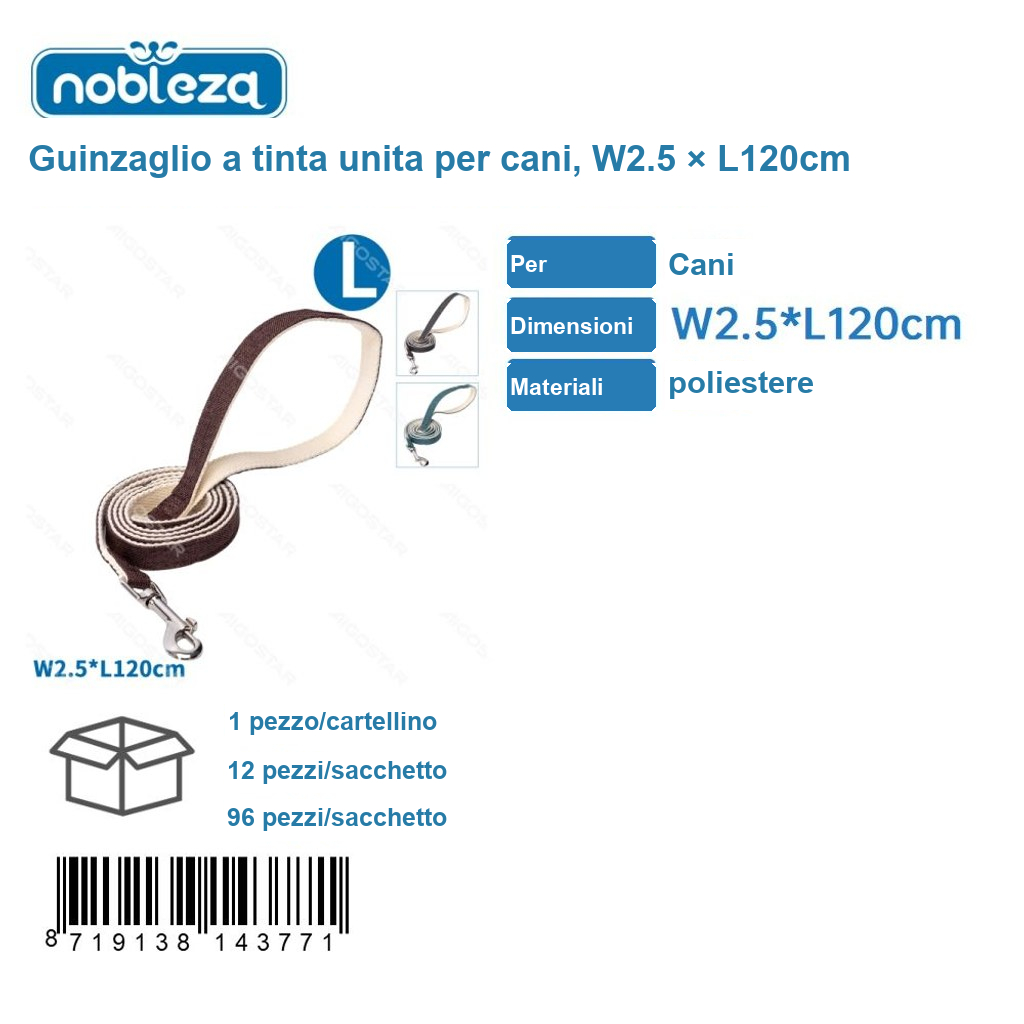 nobleza
Guinzaglio a tinta unita per cani, W2.5 × L120cm
L
Per
Cani
Dimensioni
W2.5*L120cm
Materiali
poliestere
AIGOSTAR
W2.5*L120cm
1 pezzo/cartellino
12 pezzi/sacchetto
96 pezzi/sacchetto
8 719138 143771